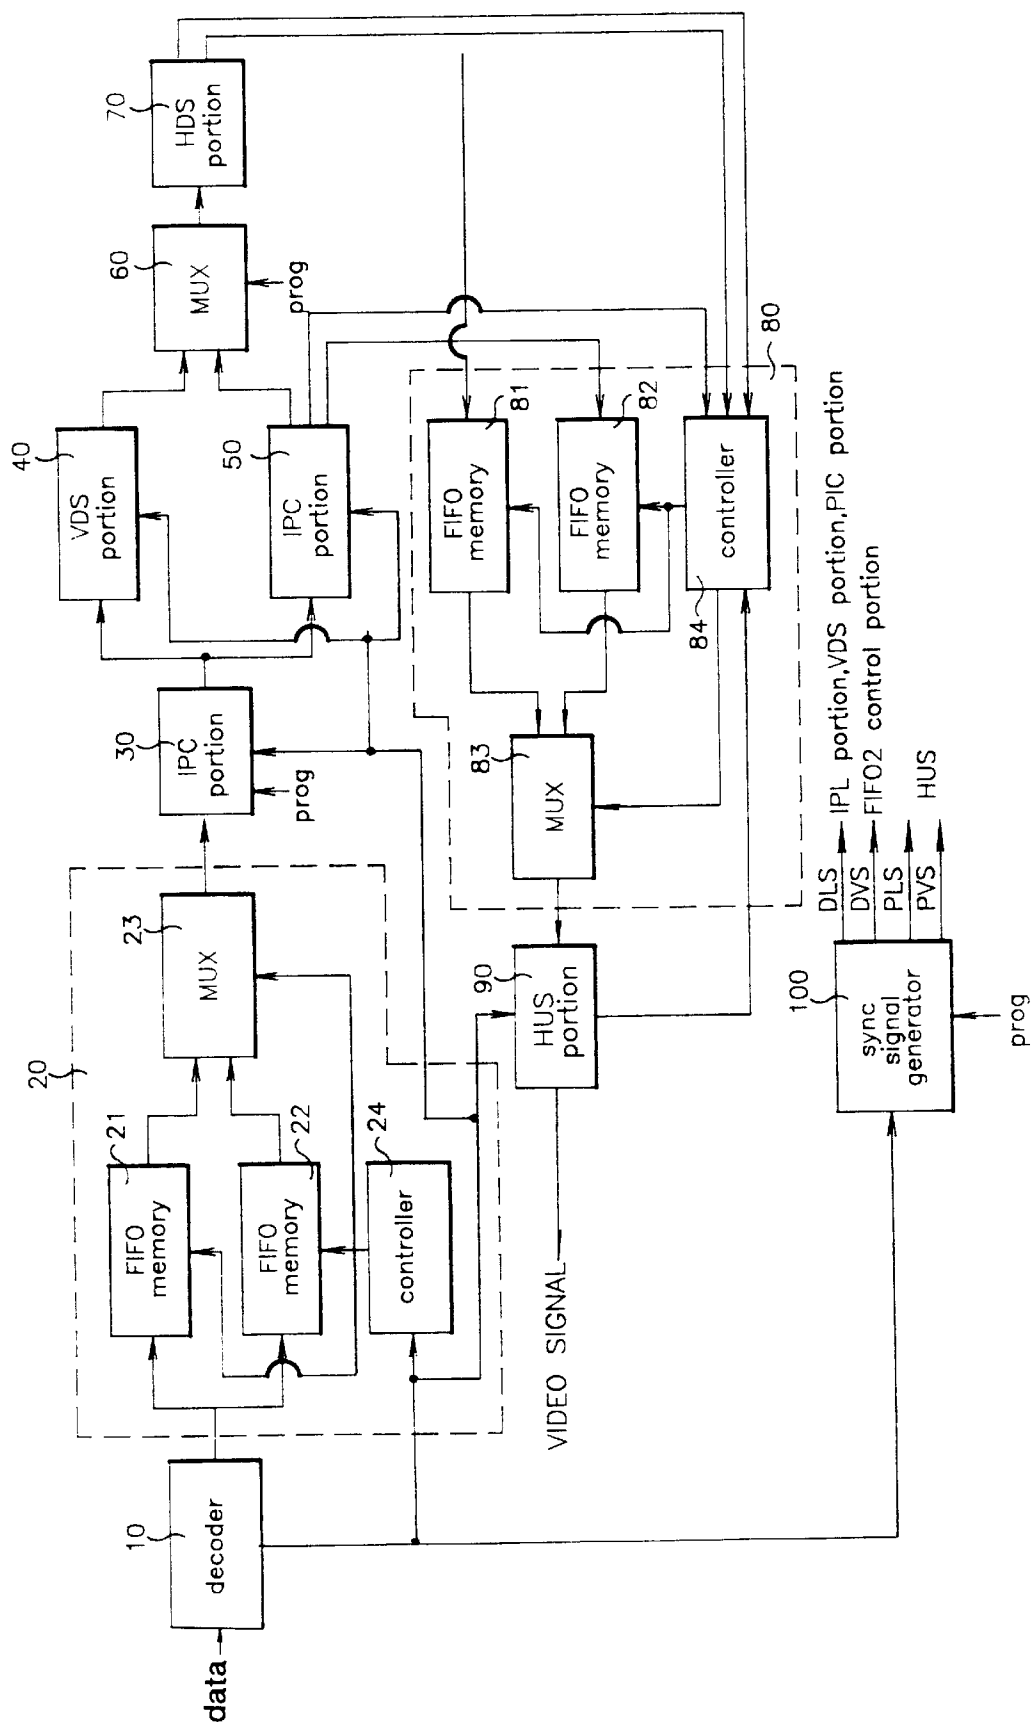 data
10
decoder
20
21
FIFO
memory
22
FIFO
memory
24
controller
23
MUX
30
IPC
portion
prog
40
VDS
portion
50
IPC
portion
60
MUX
prog
70
HDS
portion
80
81
FIFO
memory
82
FIFO
memory
84
controller
83
MUX
90
HUS
portion
VIDEO SIGNAL
100
sync
signal
generator
prog
DLS
IPL portion,VDS portion,PIC portion
DVS
FIFO2 control portion
PLS
PVS
HUS